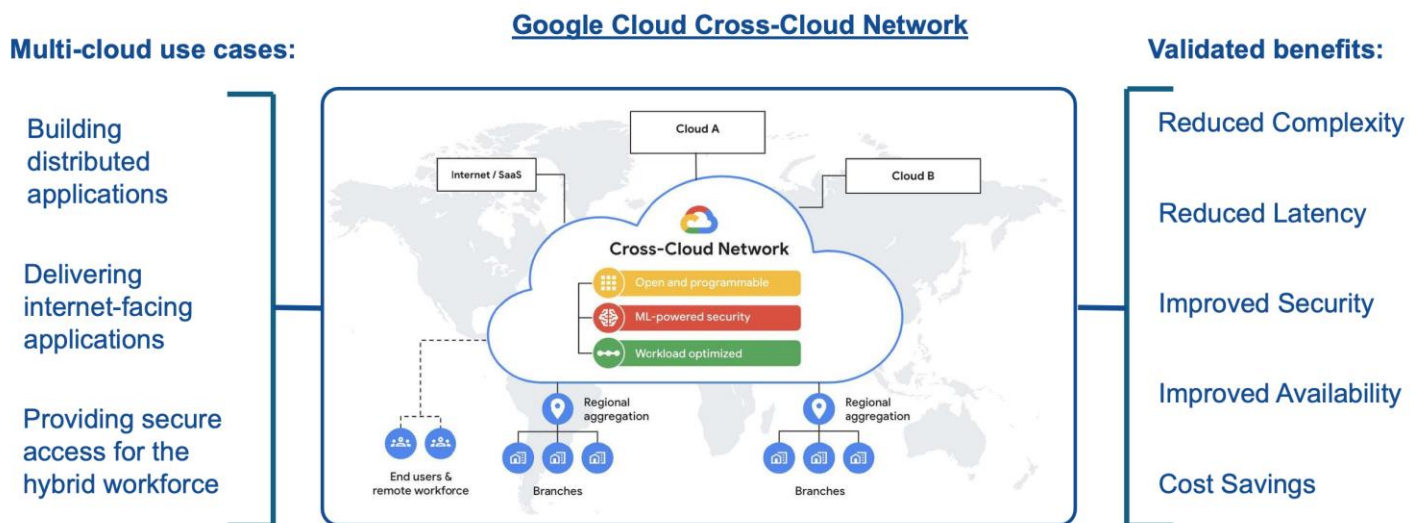 Google Cloud Cross-Cloud Network
Multi-cloud use cases:
Building
distributed
applications
Delivering
internet-facing
applications
Providing secure
access for the
hybrid workforce
Cloud A
Internet / SaaS
Cloud B
Cross-Cloud Network
Open and programmable
ML-powered security
Workload optimized
Regional
aggregation
Regional
aggregation
End users &
remote workforce
Branches
Branches
Validated benefits:
Reduced Complexity
Reduced Latency
Improved Security
Improved Availability
Cost Savings